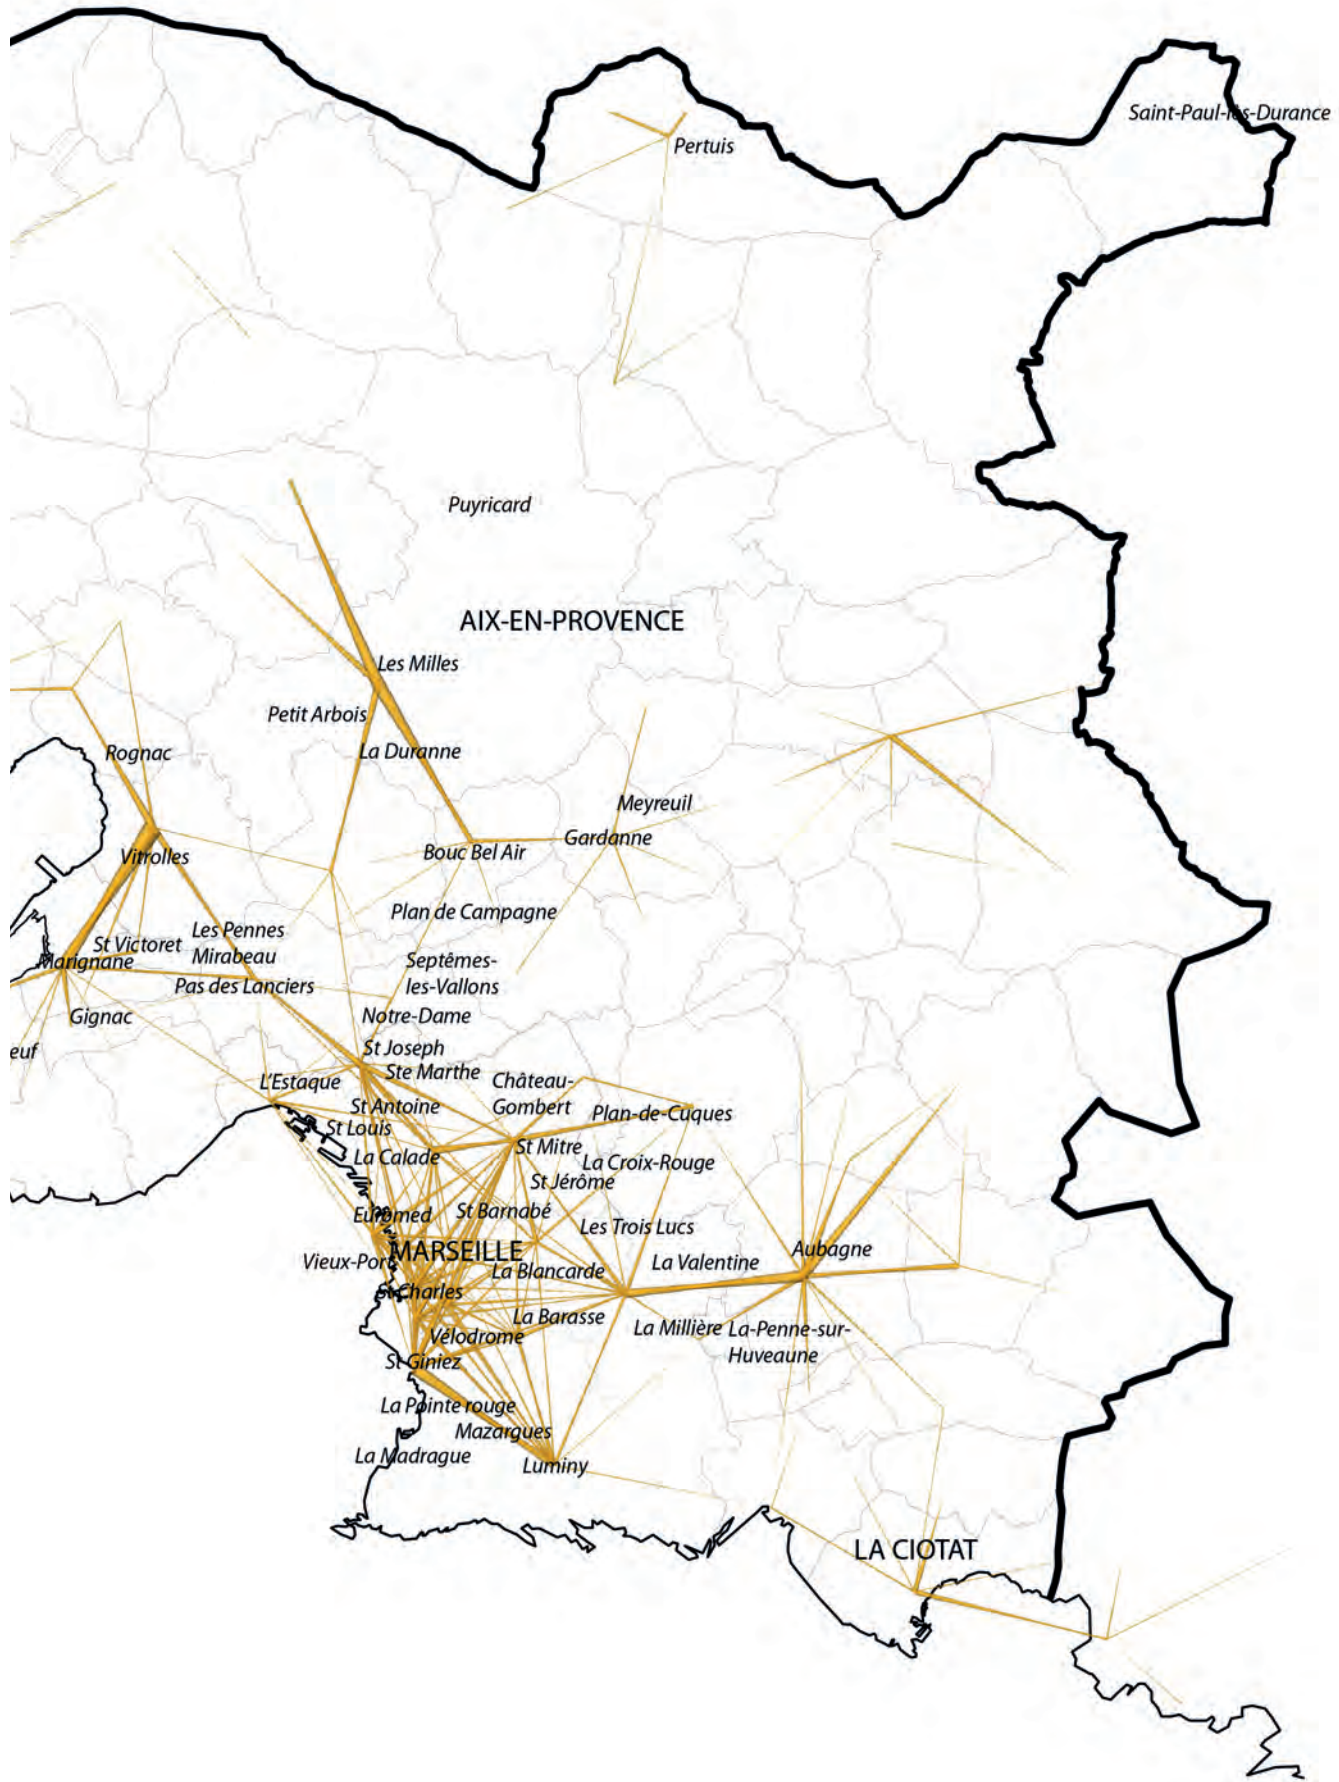 Saint-Paul-lès-Durance
Pertuis
Puyricard
AIX-EN-PROVENCE
Les Milles
Petit Arbois
La Duranne
Rognac
Meyreuil
Gardanne
Bouc Bel Air
Vitrolles
Plan de Campagne
Les Pennes
Mirabeau
St Victoret
Marignane
Septêmes-
les-Vallons
Pas des Lanciers
Gignac
Notre-Dame
euf
St Joseph
Ste Marthe
L'Estaque
Château-
Gombert
St Antoine
Plan-de-Cuques
St Louis
St Mitre
La Calade
La Croix-Rouge
St Jérôme
Euromed
St Barnabé
Les Trois Lucs
MARSEILLE
Aubagne
Vieux-Port
La Valentine
La Blancarde
St Charles
La Barasse
La Millière
La-Penne-sur-
Huveaune
Vélodrome
St Giniez
La Pointe rouge
Mazargues
La Madrague
Luminy
LA CIOTAT